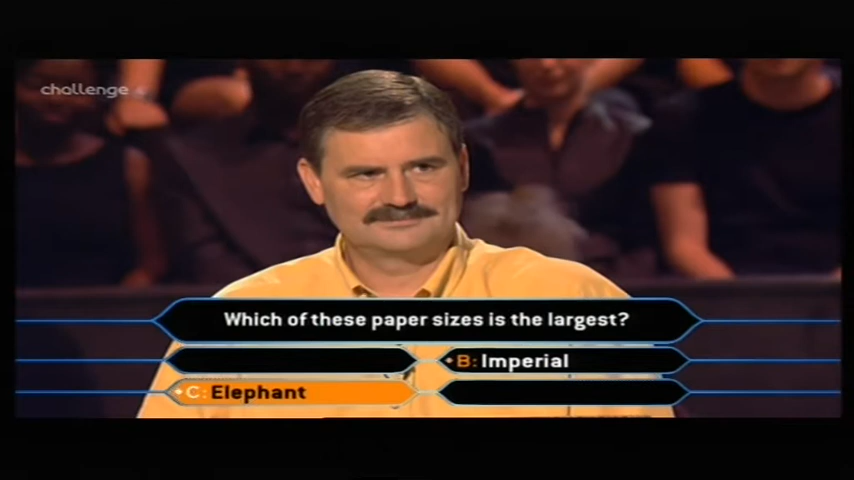 challenge
Which of these paper sizes is the largest?
B: Imperial
C: Elephant